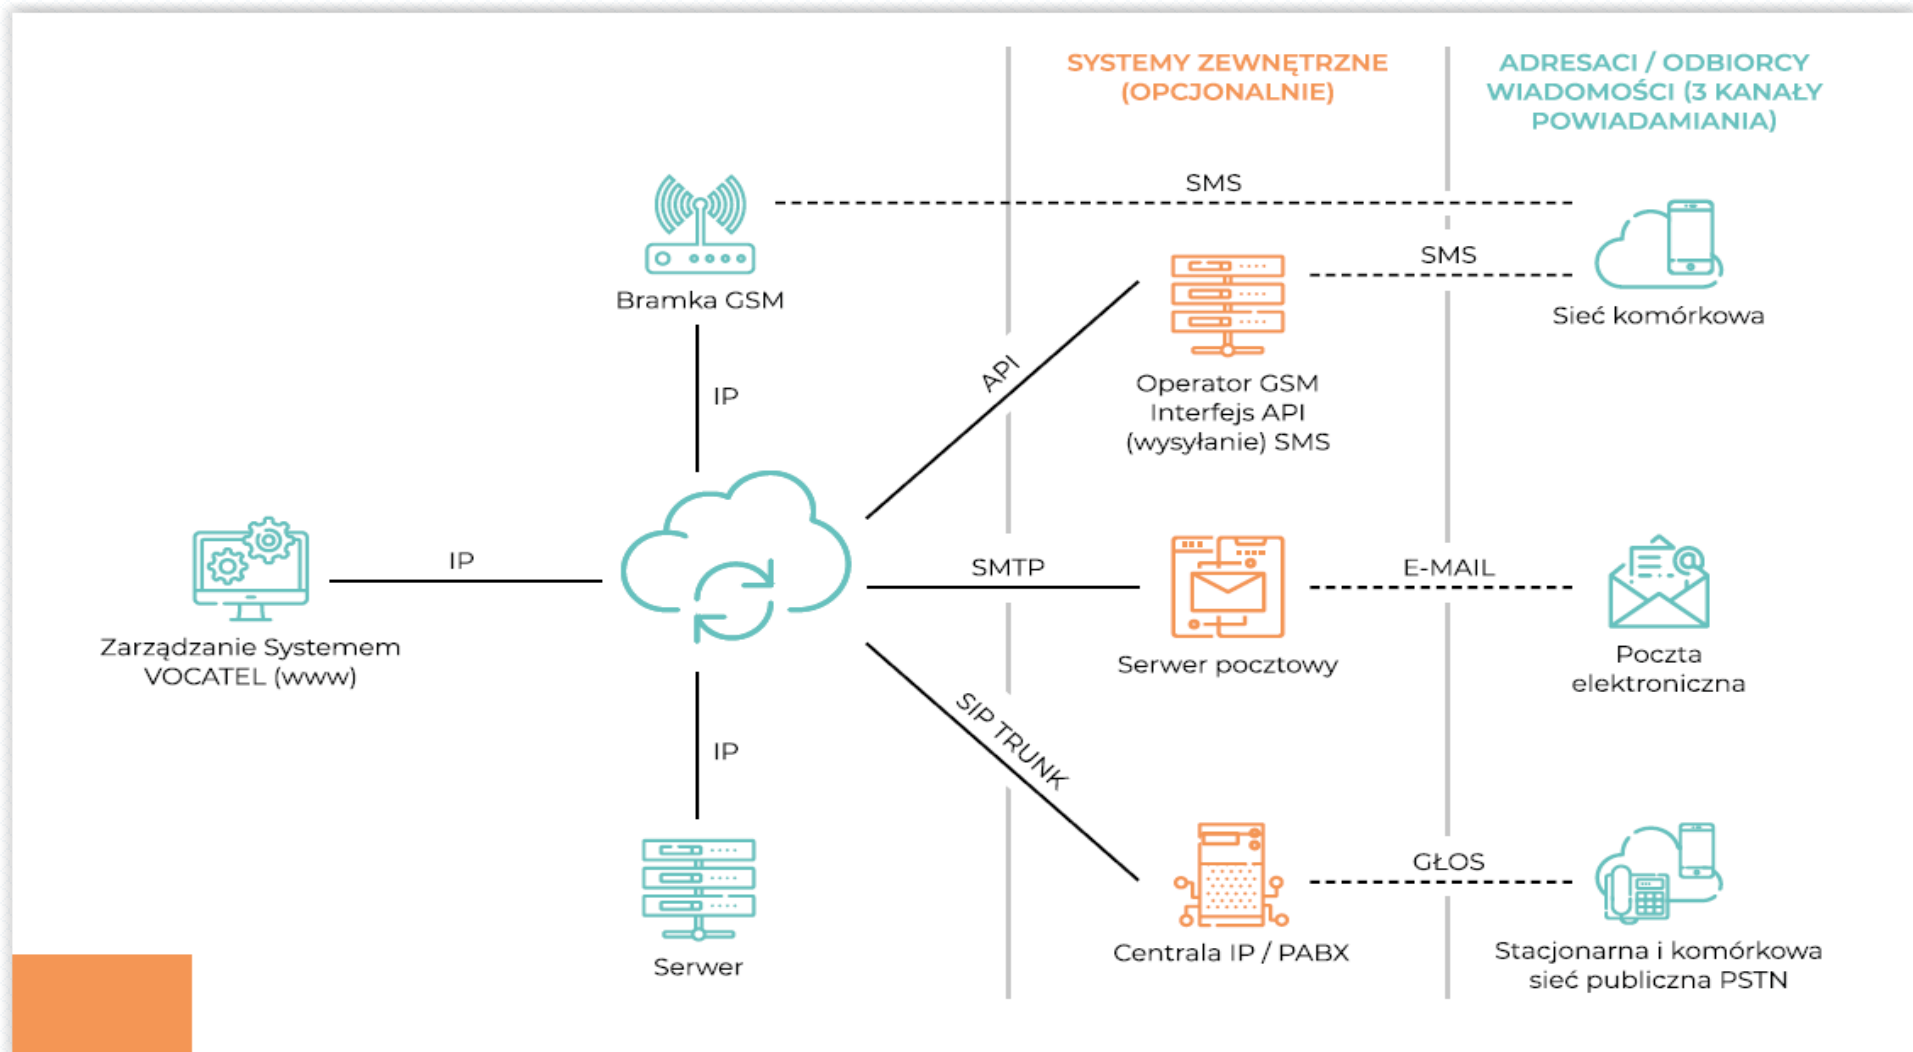 SYSTEMY ZEWNĘTRZNE
(OPCJONALNIE)
ADRESACI / ODBIORCY
WIADOMOŚCI (3 KANAŁY
POWIADAMIANIA)
SMS
SMS
Bramka GSM
Sieć komórkowa
IP
API
Operator GSM
Interfejs API
(wysyłanie) SMS
IP
SMTP
E-MAIL
Zarządzanie Systemem
VOCATEL (www)
Serwer pocztowy
Poczta
elektroniczna
IP
SIP TRUNK
GŁOS
Serwer
Centrala IP / PABX
Stacjonarna i komórkowa
sieć publiczna PSTN